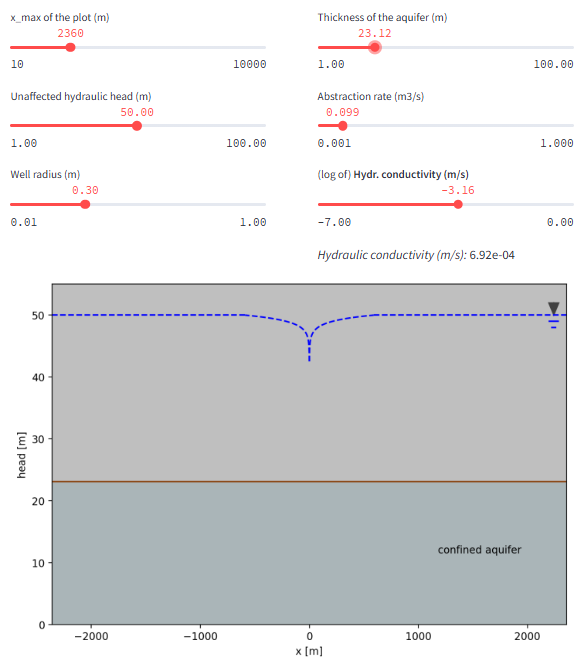 x_max of the plot (m)
2360
10 10000
Thickness of the aquifer (m)
23.12
1.00 100.00
Unaffected hydraulic head (m)
50.00
1.00 100.00
Abstraction rate (m3/s)
0.099
0.001 1.000
Well radius (m)
0.30
0.01 1.00
(log of) Hydr. conductivity (m/s)
−3.16
−7.00 0.00
Hydraulic conductivity (m/s): 6.92e-04
50
40
30
20
10
0
head [m]
confined aquifer
−2000 −1000 0 1000 2000
x [m]